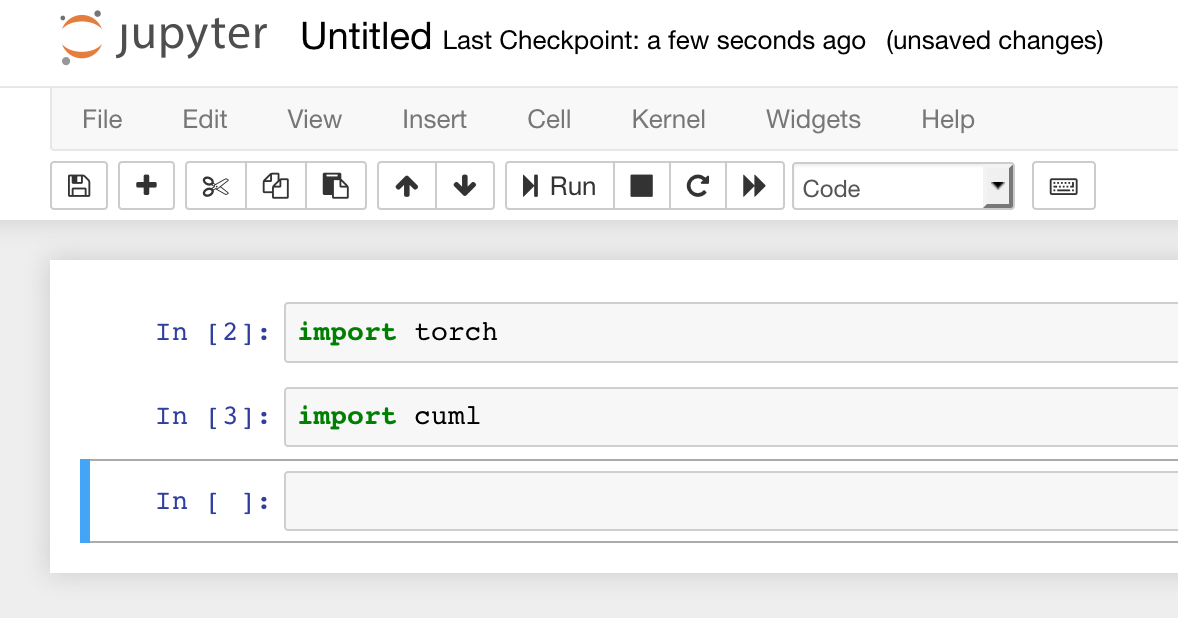 jupyter Untitled Last Checkpoint: a few seconds ago (unsaved changes)
File Edit View Insert Cell Kernel Widgets Help
Run Code
In [2]: import torch
In [3]: import cuml
In [ ]: